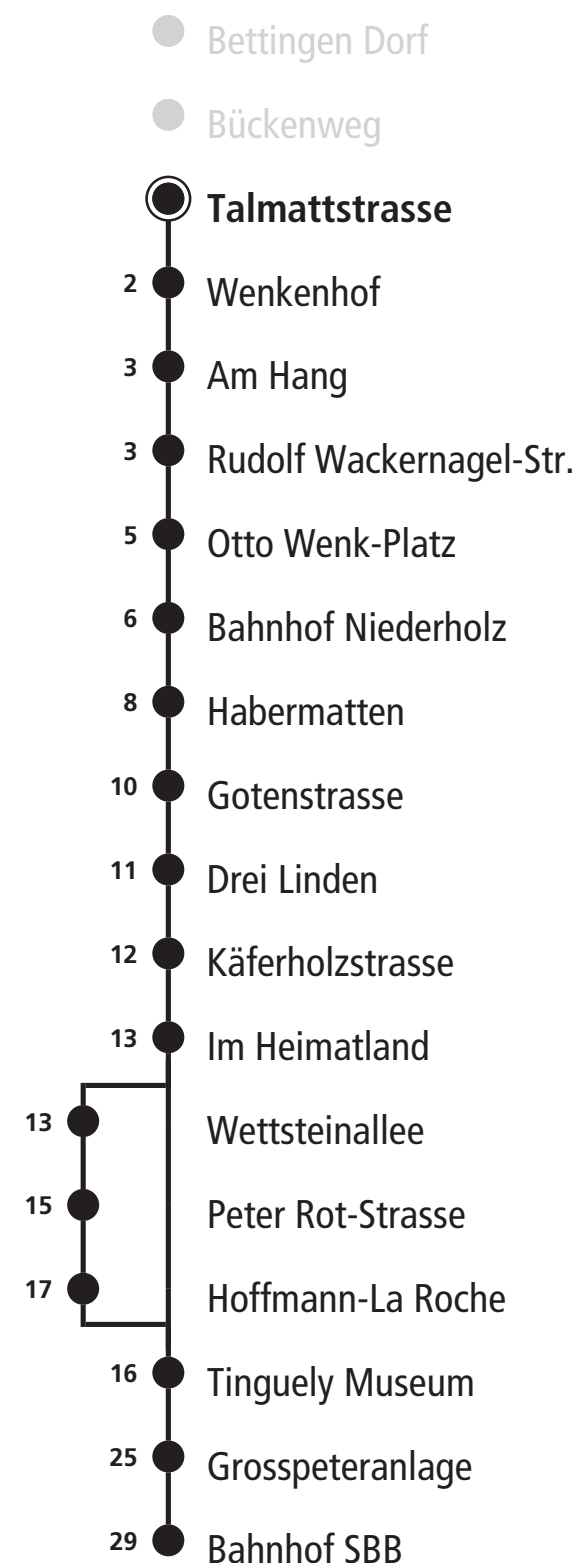 Bettingen Dorf
Bückenweg
Talmattstrasse
2 Wenkenhof
3 Am Hang
3 Rudolf Wackernagel-Str.
5 Otto Wenk-Platz
6 Bahnhof Niederholz
8 Habermatten
10 Gotenstrasse
11 Drei Linden
12 Käferholzstrasse
13 Im Heimatland
13 Wettsteinallee
15 Peter Rot-Strasse
17 Hoffmann-La Roche
16 Tinguely Museum
25 Grosspeteranlage
29 Bahnhof SBB